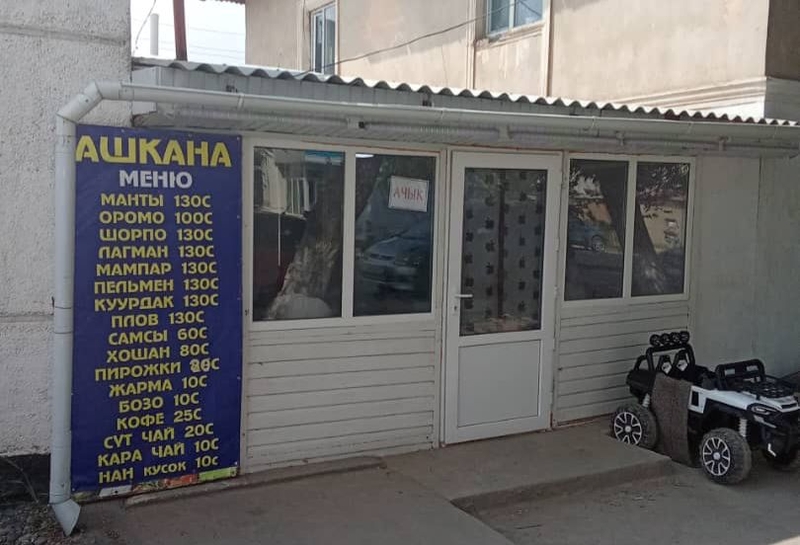 АШКАНА
МЕНЮ
МАНТЫ 130С
ОРОМО 100С
ШОРПО 130С
ЛАГМАН 130С
МАМПАР 130С
ПЕЛЬМЕН 130С
КУУРДАК 130С
ПЛОВ 130С
САМСЫ 60С
ХОШАН 80С
ПИРОЖКИ
ЖАРМА 10С
БОЗО 10С
КОФЕ 25С
СУТ ЧАЙ 20С
КАРА ЧАЙ 10С
НАН КУСОК 10С
АЧЫК